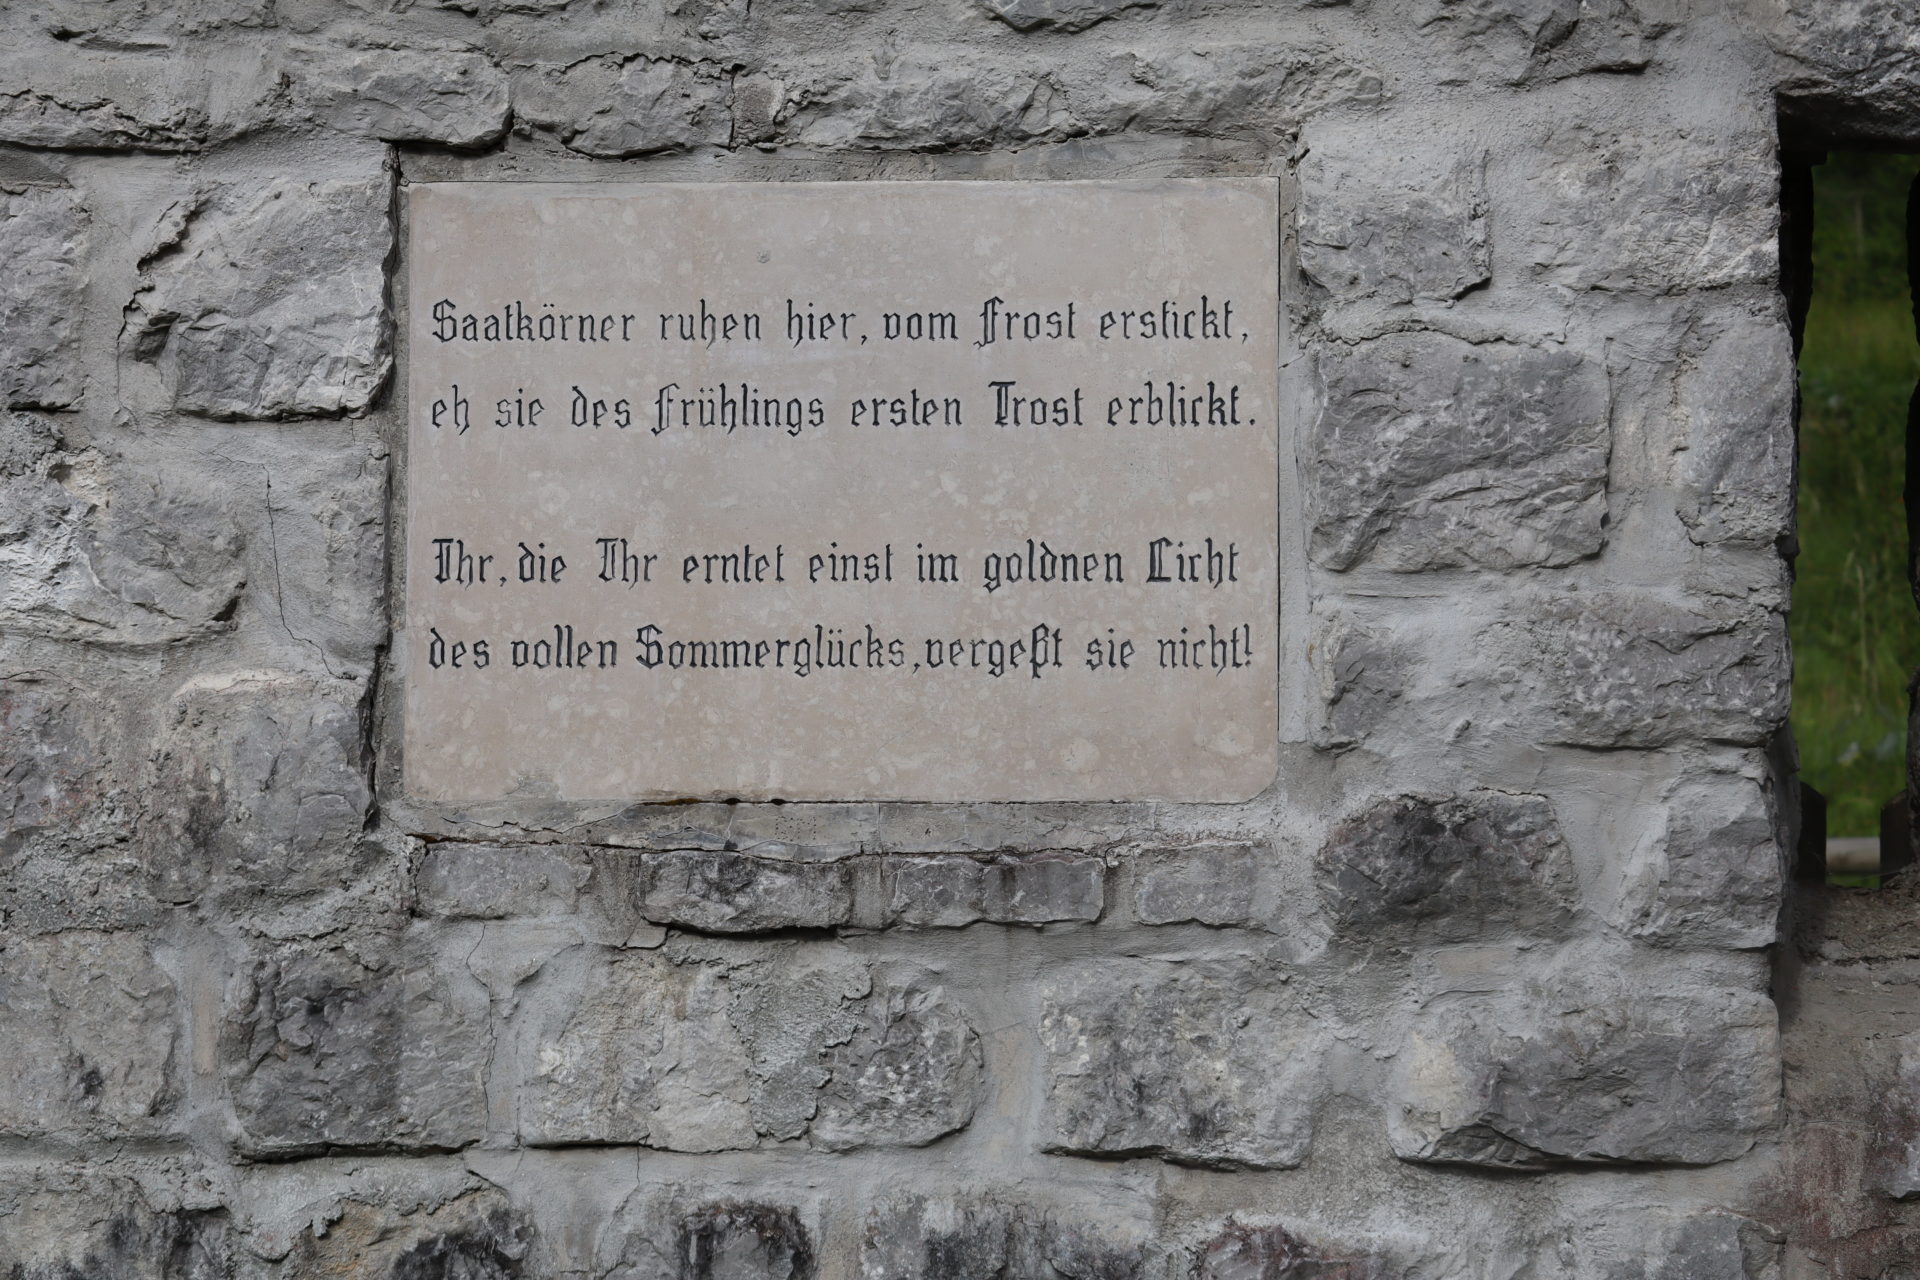 Saatkörner ruhen hier, vom Frost erstickt,
eh sie des Frühlings ersten Trost erblickt.
Ihr, die Ihr erntet einst im goldnen Licht
des vollen Sommerglücks, vergeßt sie nicht!